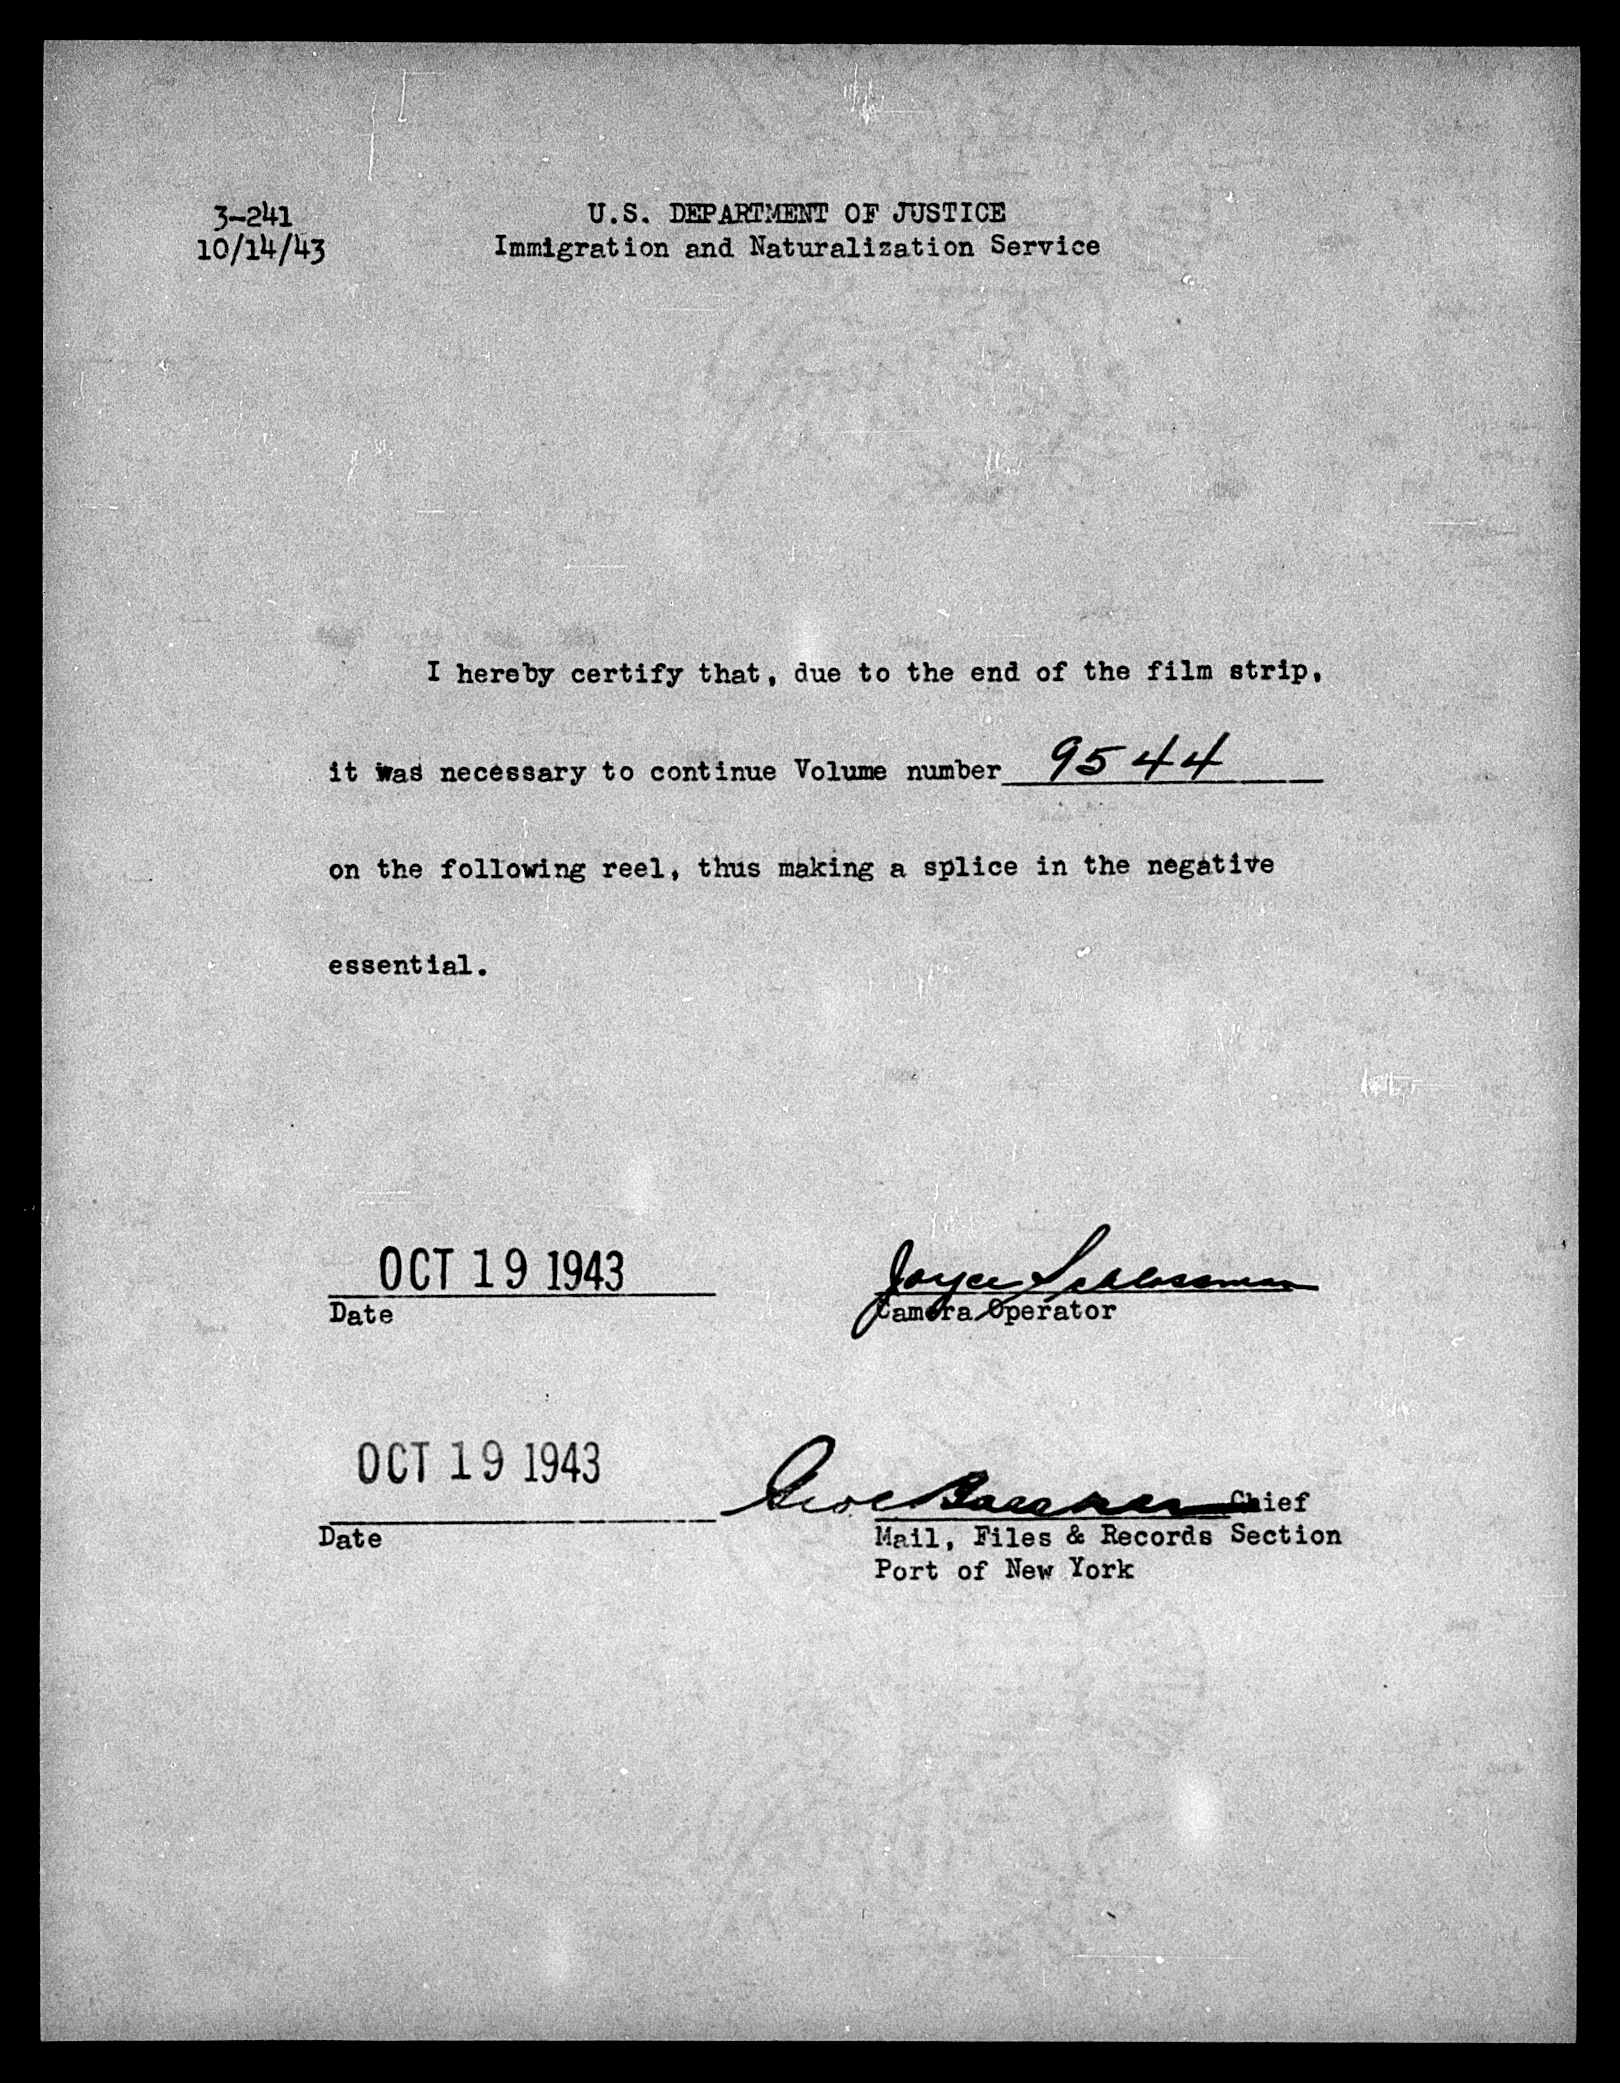 3-241
10/14/43
U.S. DEPARTMENT OF JUSTICE
Immigration and Naturalization Service
I hereby certify that, due to the end of the film strip,
it was necessary to continue Volume number 9544
on the following reel, thus making a splice in the negative
essential.
OCT 19 1943
Date
Joyce Schlossman
Camera Operator
OCT 19 1943
Date
Chief
Mail, Files & Records Section
Port of New York